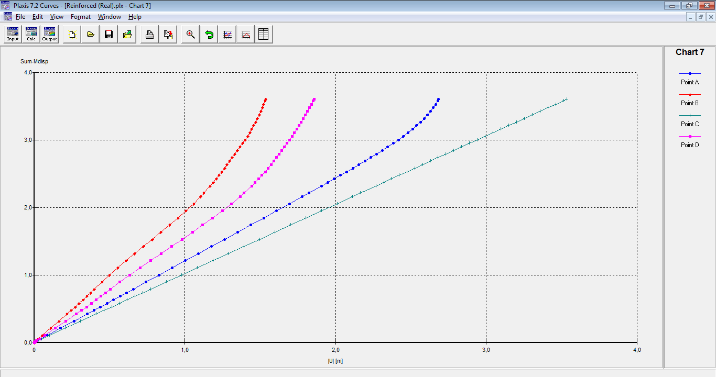 Plaxis 7.2 Curves - [Reinforced (Real).plx - Chart 7]
File Edit View Format Window Help
Input Calc Output
Chart 7
Sum-Mdisp
4.0
3.0
2.0
1.0
0.0
0 1,0 2,0 3,0 4,0
|U| [m]
Point A
Point B
Point C
Point D